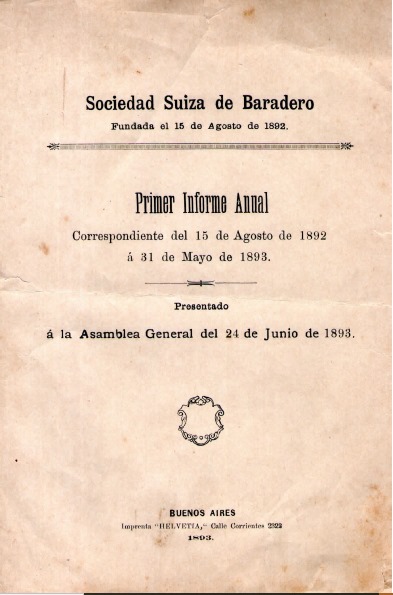 Sociedad Suiza de Baradero
Fundada el 15 de Agosto de 1892.
Primer Informe Anual
Correspondiente del 15 de Agosto de 1892
á 31 de Mayo de 1893.
Presentado
á la Asamblea General del 24 de Junio de 1893.
BUENOS AIRES
Imprenta "HELVETIA," Calle Corrientes 2322
1893.